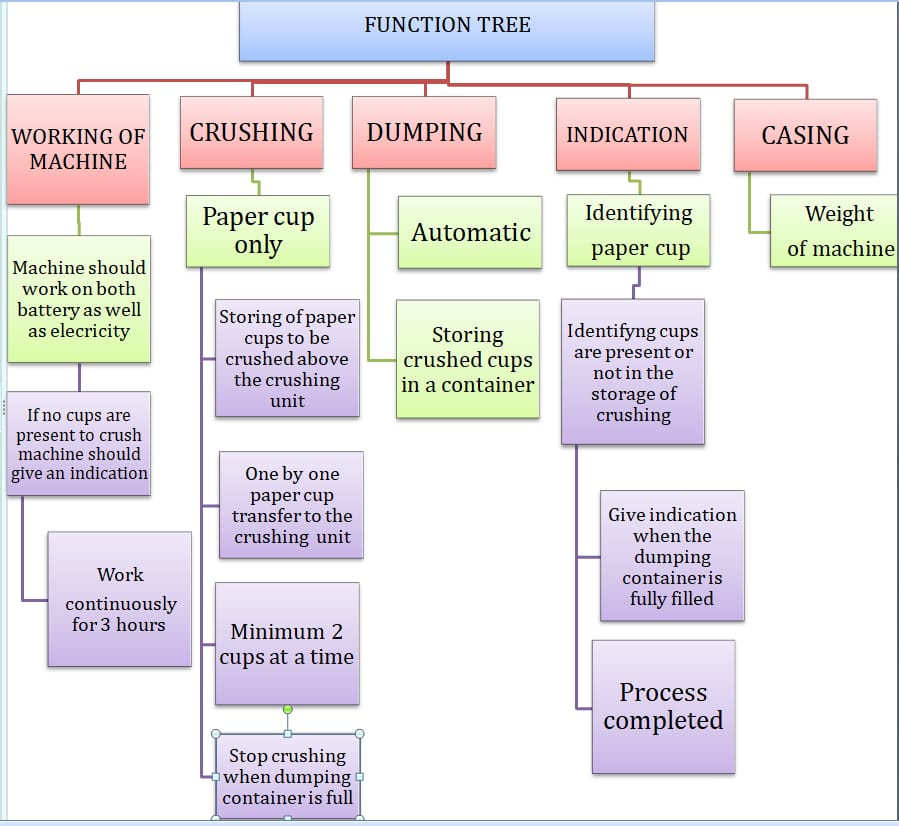 FUNCTION TREE
WORKING OF
MACHINE
Machine should
work on both
battery as well
as elecricity
If no cups are
present to crush
machine should
give an indication
Work
continuously
for 3 hours
CRUSHING
Paper cup
only
Storing of paper
cups to be
crushed above
the crushing
unit
One by one
paper cup
transfer to the
crushing unit
Minimum 2
cups at a time
Stop crushing
when dumping
container is full
DUMPING
Automatic
Storing
crushed cups
in a container
INDICATION
Identifying
paper cup
Identifyng cups
are present or
not in the
storage of
crushing
Give indication
when the
dumping
container is
fully filled
Process
completed
CASING
Weight
of machine